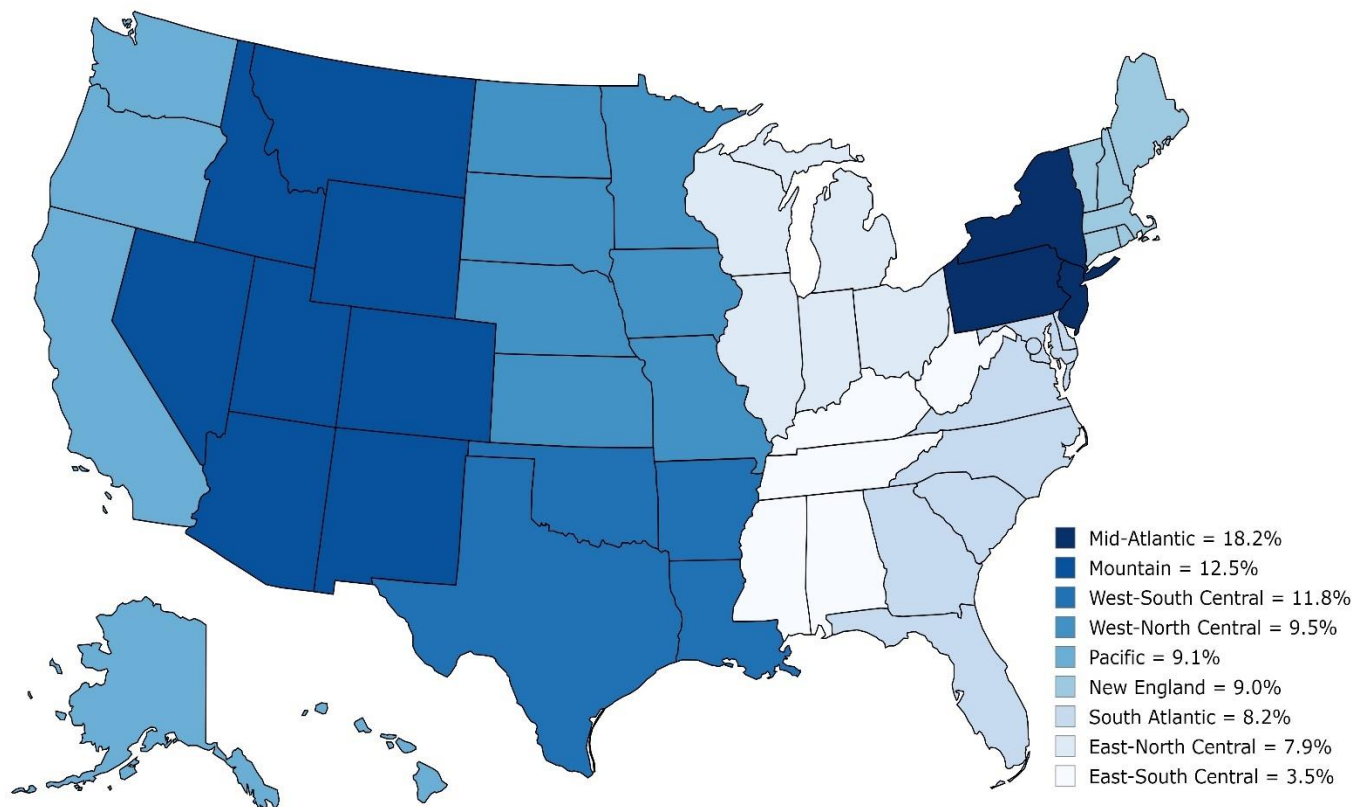 Mid-Atlantic = 18.2%
Mountain = 12.5%
West-South Central = 11.8%
West-North Central = 9.5%
Pacific = 9.1%
New England = 9.0%
South Atlantic = 8.2%
East-North Central = 7.9%
East-South Central = 3.5%